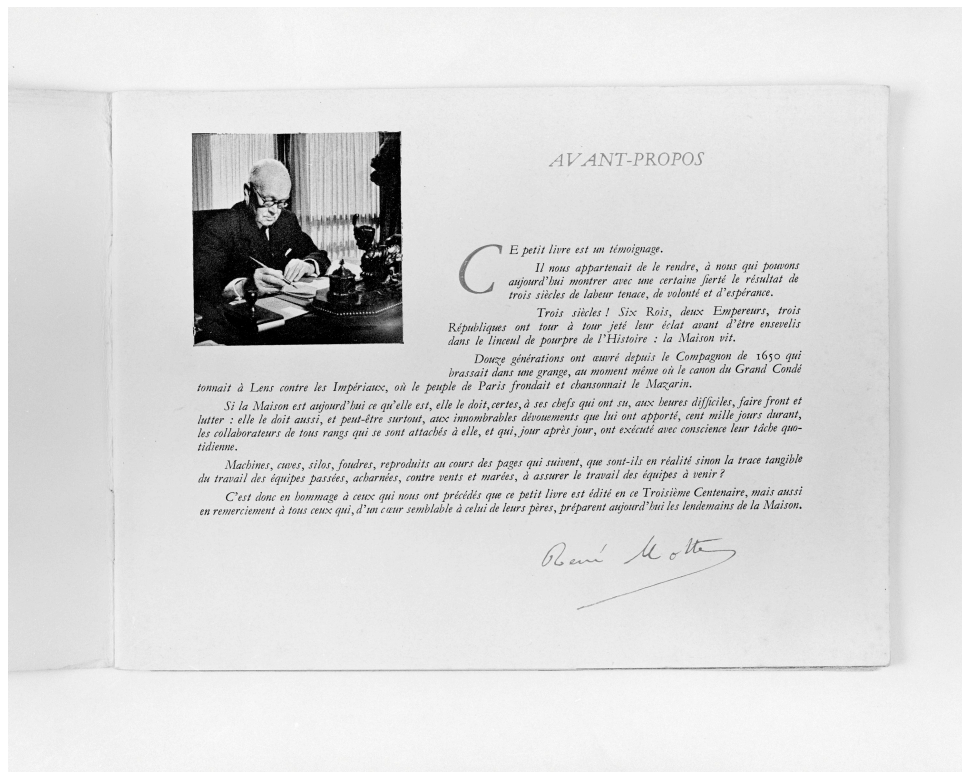 AVANT-PROPOS
CE petit livre est un témoignage.
Il nous appartenait de le rendre, à nous qui pouvons
aujourd'hui montrer avec une certaine fierté le résultat de
trois siècles de labeur tenace, de volonté et d'espérance.
Trois siècles ! Six Rois, deux Empereurs, trois
Républiques ont tour à tour jeté leur éclat avant d'être ensevelis
dans le linceul de pourpre de l'Histoire : la Maison vit.
Douze générations ont œuvré depuis le Compagnon de 1650 qui
brassait dans une grange, au moment même où le canon du Grand Condé
tonnait à Lens contre les Impériaux, où le peuple de Paris frondait et chansonnait le Mazarin.
Si la Maison est aujourd'hui ce qu'elle est, elle le doit, certes, à ses chefs qui ont su, aux heures difficiles, faire front et
lutter : elle le doit aussi, et peut-être surtout, aux innombrables dévouements que lui ont apporté, cent mille jours durant,
les collaborateurs de tous rangs qui se sont attachés à elle, et qui, jour après jour, ont exécuté avec conscience leur tâche quo-
tidienne.
Machines, cuves, silos, foudres, reproduits au cours des pages qui suivent, que sont-ils en réalité sinon la trace tangible
du travail des équipes passées, acharnées, contre vents et marées, à assurer le travail des équipes à venir ?
C'est donc en hommage à ceux qui nous ont précédés que ce petit livre est édité en ce Troisième Centenaire, mais aussi
en remerciement à tous ceux qui, d'un cœur semblable à celui de leurs pères, préparent aujourd'hui les lendemains de la Maison.
René Motte